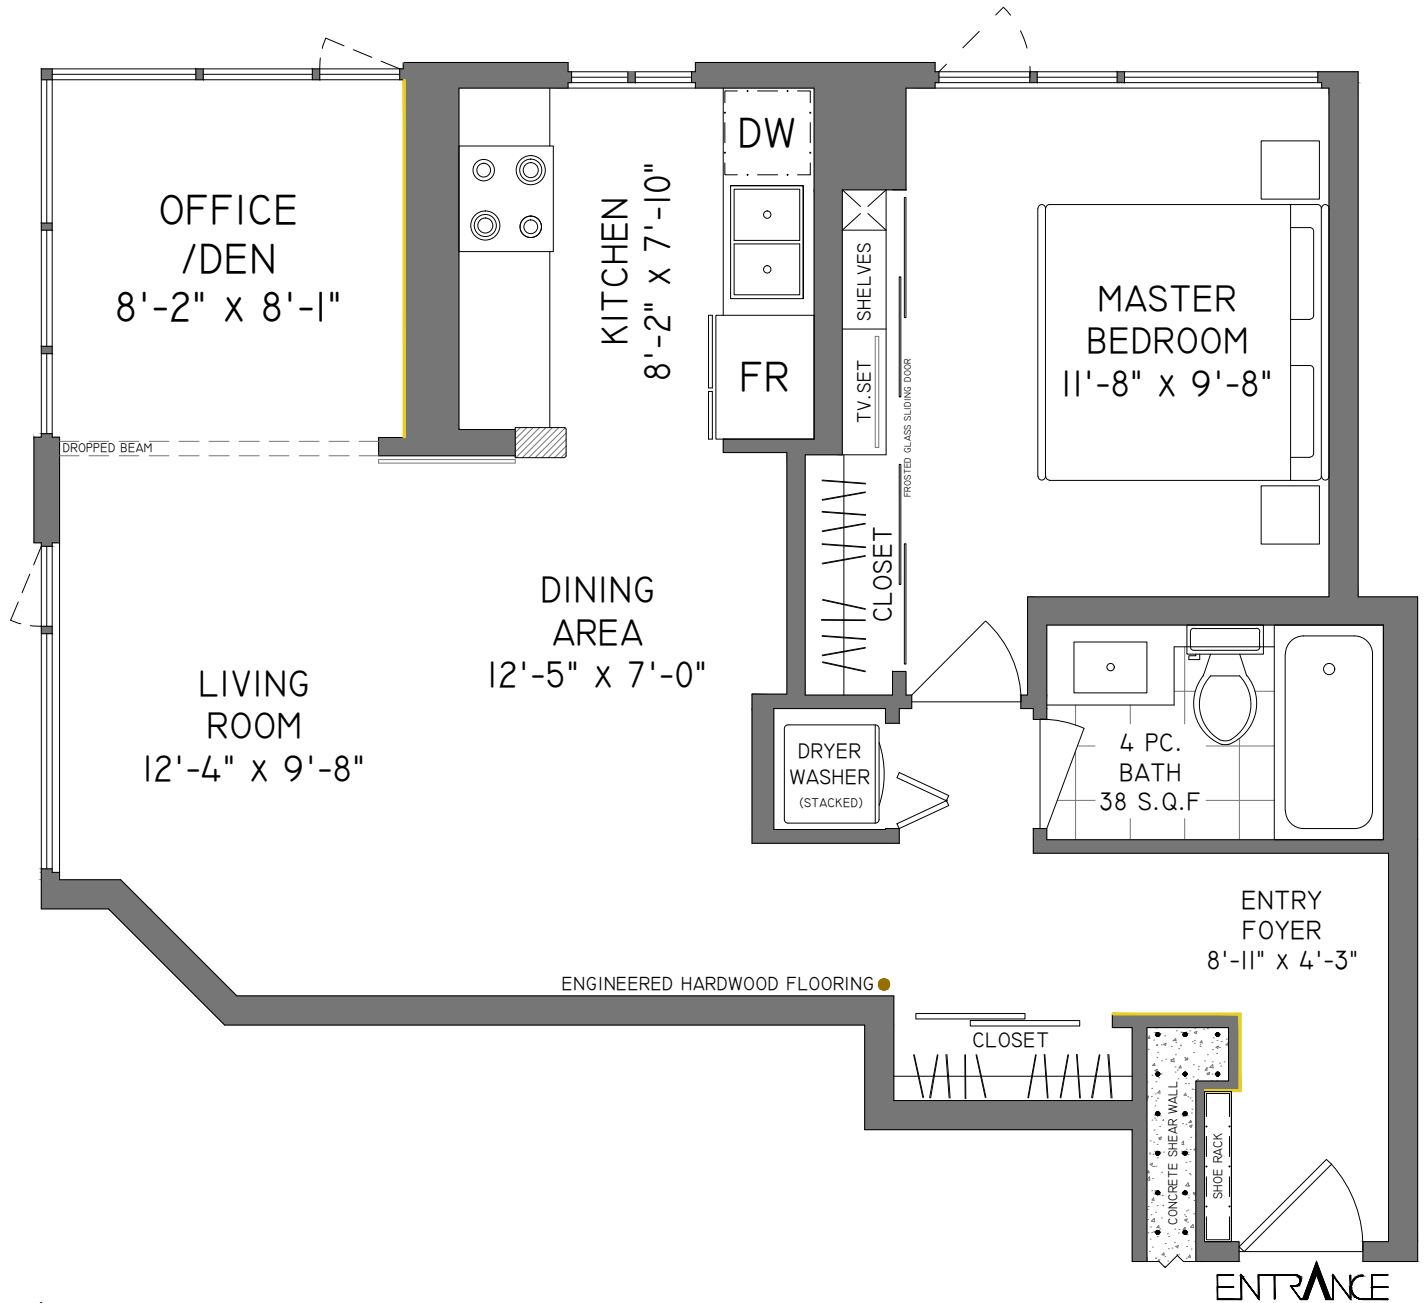 OFFICE
/DEN
8'-2" X 8'-1"
KITCHEN
8'-2" X 7'-10"
DW
FR
SHELVES
TV.SET
FROSTED GLASS SLIDING DOOR
CLOSET
MASTER
BEDROOM
11'-8" X 9'-8"
DROPPED BEAM
DINING
AREA
12'-5" X 7'-0"
LIVING
ROOM
12'-4" X 9'-8"
DRYER
WASHER
(STACKED)
4 PC.
BATH
38 S.Q.F
ENTRY
FOYER
8'-11" X 4'-3"
ENGINEERED HARDWOOD FLOORING
CLOSET
CONCRETE SHEAR WALL
SHOE RACK
ENTRANCE